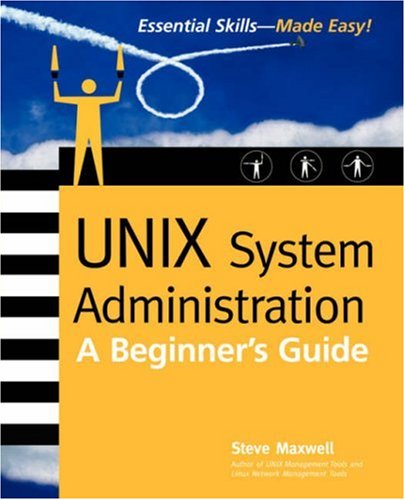 Essential Skills—Made Easy!
UNIX System
Administration
A Beginner's Guide
Steve Maxwell
Author of UNIX Management Tools and
Linux Network Management Tools